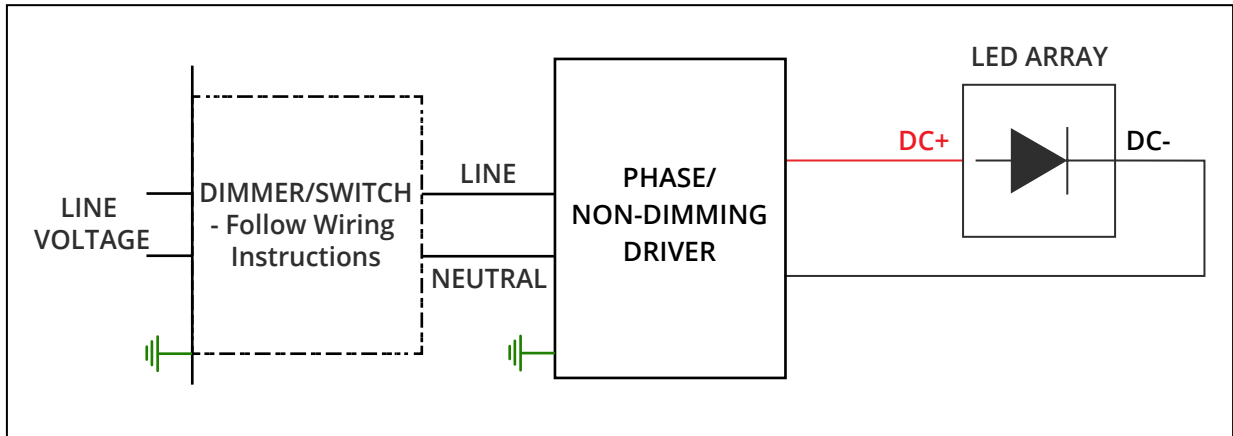 LED ARRAY
DC+
DC-
LINE
VOLTAGE
DIMMER/SWITCH
- Follow Wiring
Instructions
LINE
NEUTRAL
PHASE/
NON-DIMMING
DRIVER